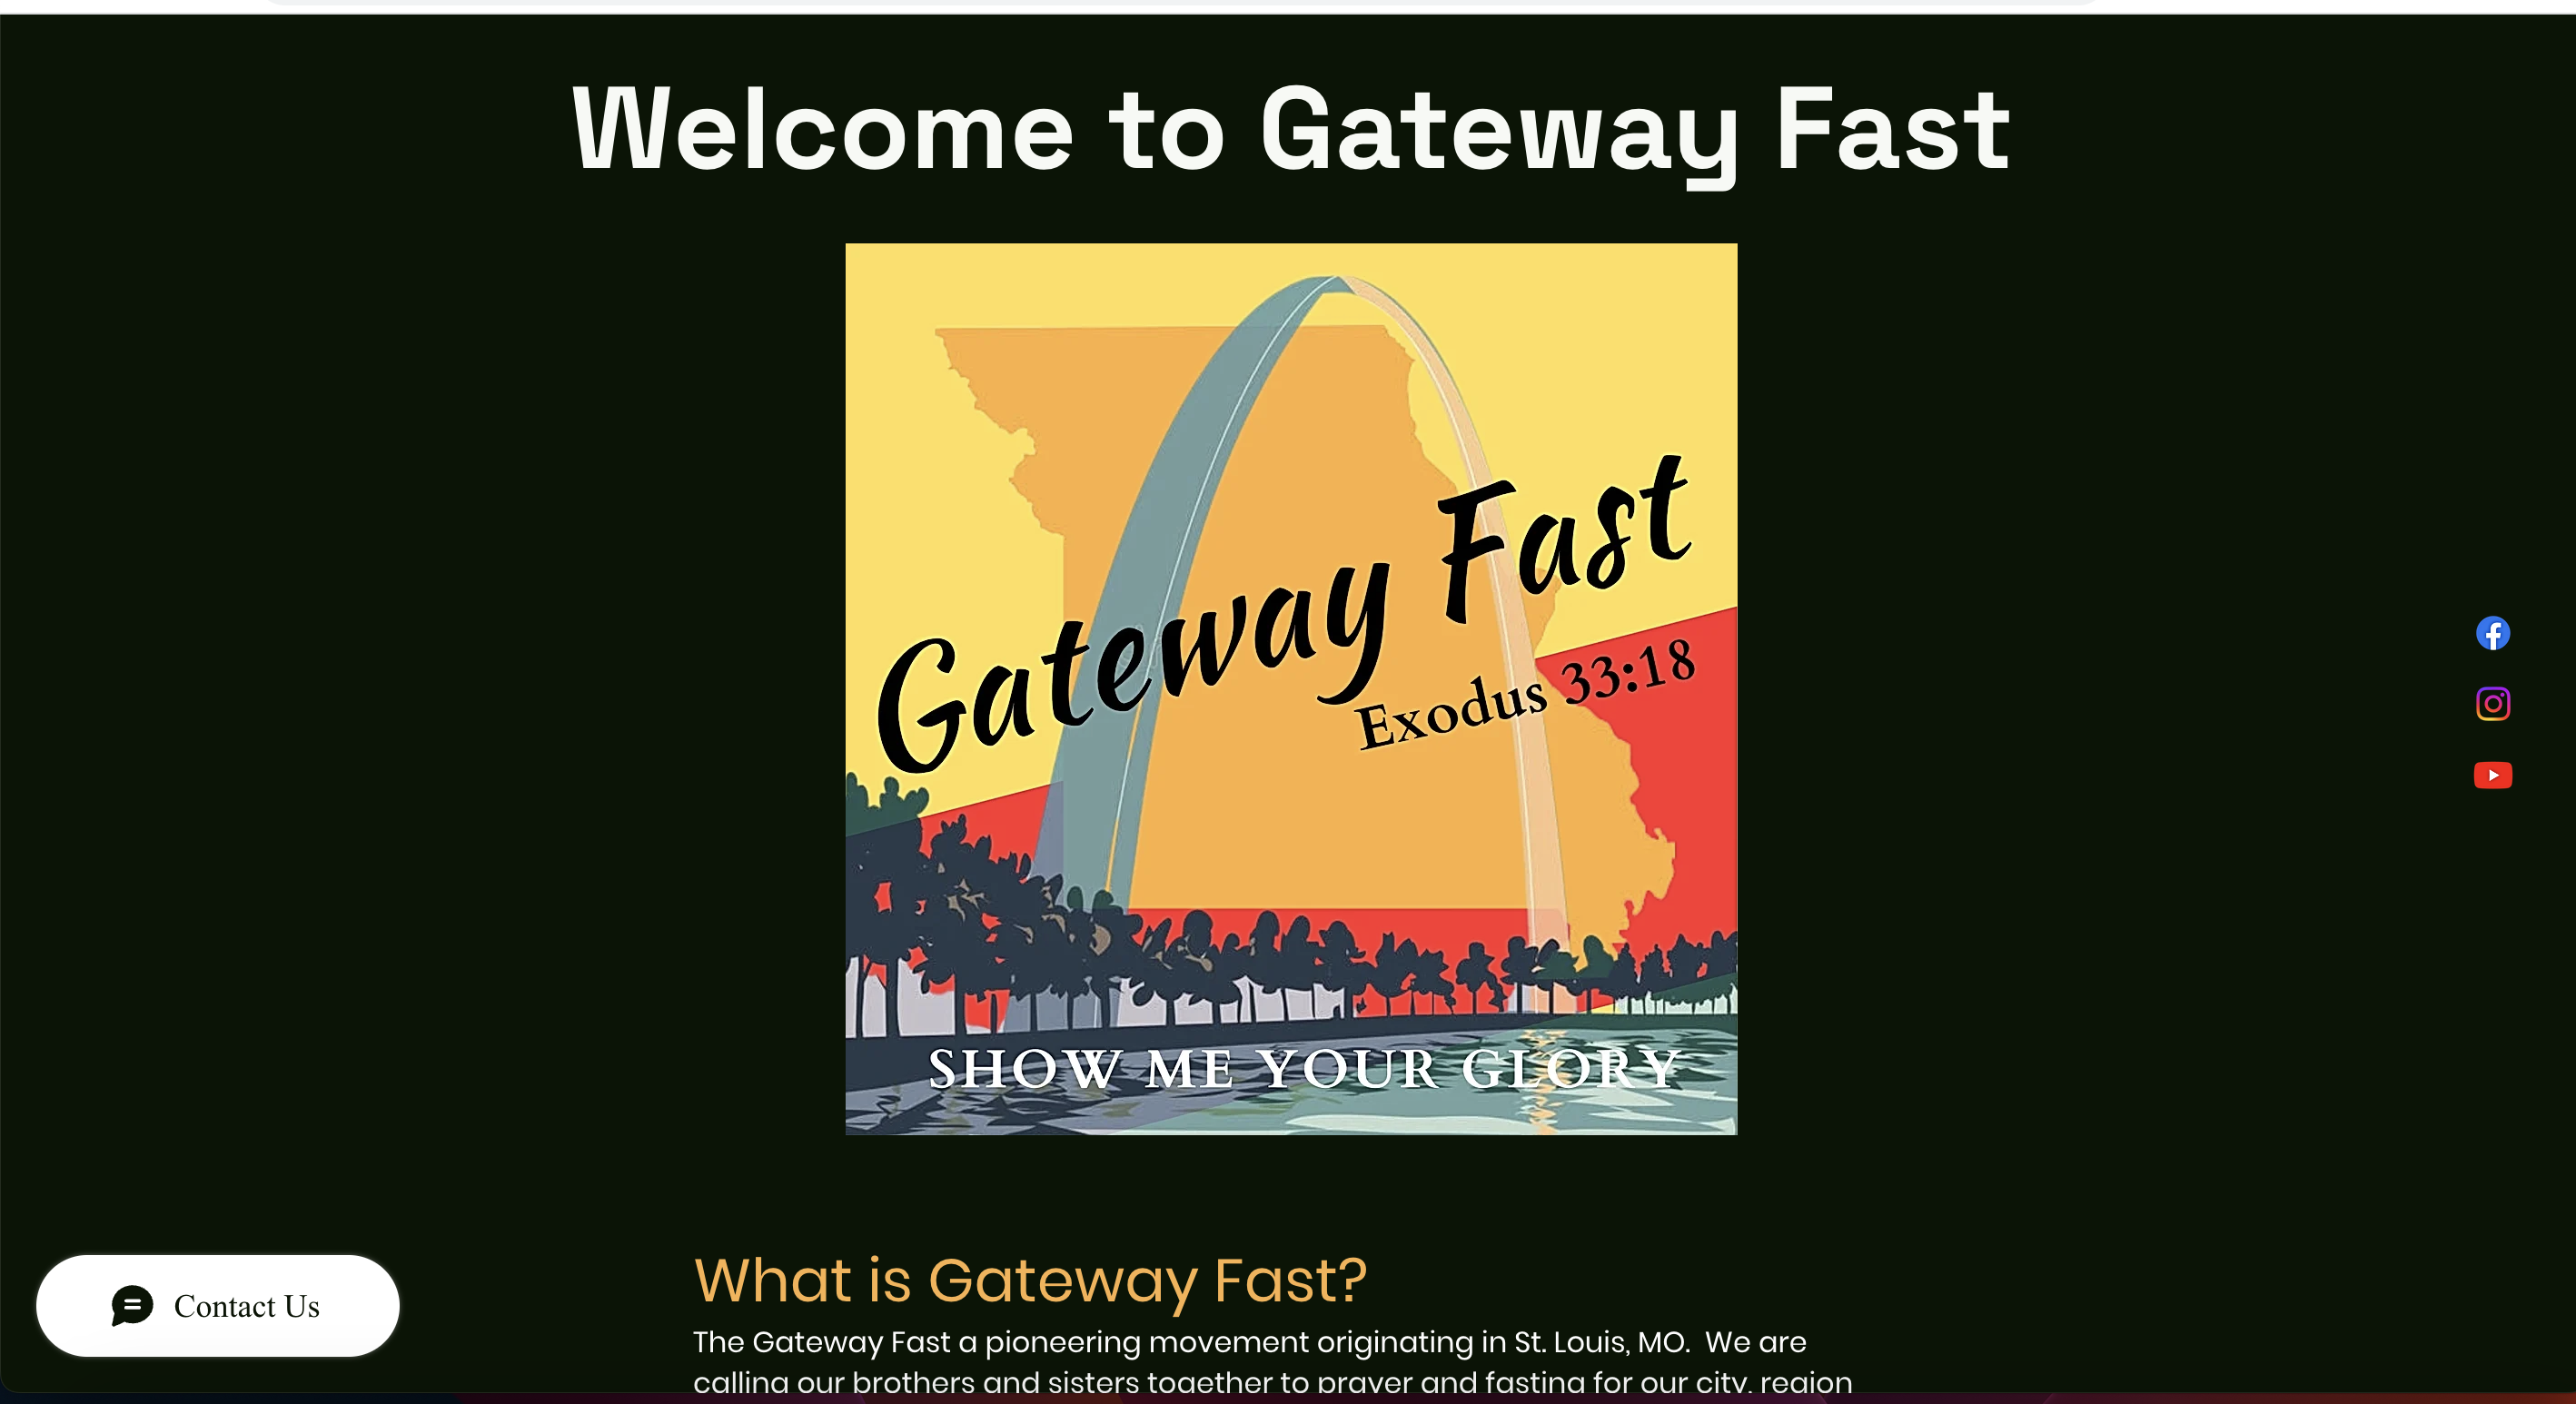 Welcome to Gateway Fast
Gateway Fast
Exodus 33:18
SHOW ME YOUR GLORY
What is Gateway Fast?
The Gateway Fast a pioneering movement originating in St. Louis, MO.  We are
calling our brothers and sisters together to prayer and fasting for our city, region
Contact Us